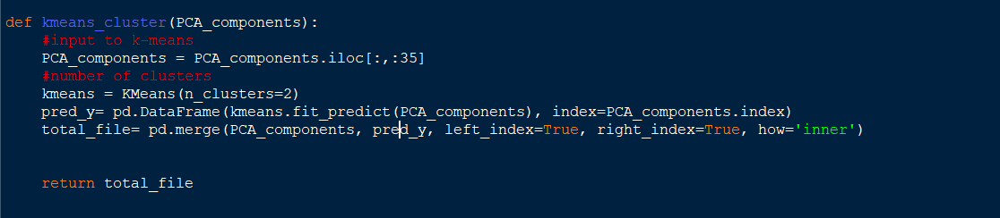 def kmeans_cluster(PCA_components):
    #input to k-means
    PCA_components = PCA_components.iloc[:,:35]
    #number of clusters
    kmeans = KMeans(n_clusters=2)
    pred_y= pd.DataFrame(kmeans.fit_predict(PCA_components), index=PCA_components.index)
    total_file= pd.merge(PCA_components, pred_y, left_index=True, right_index=True, how='inner')
    return total_file